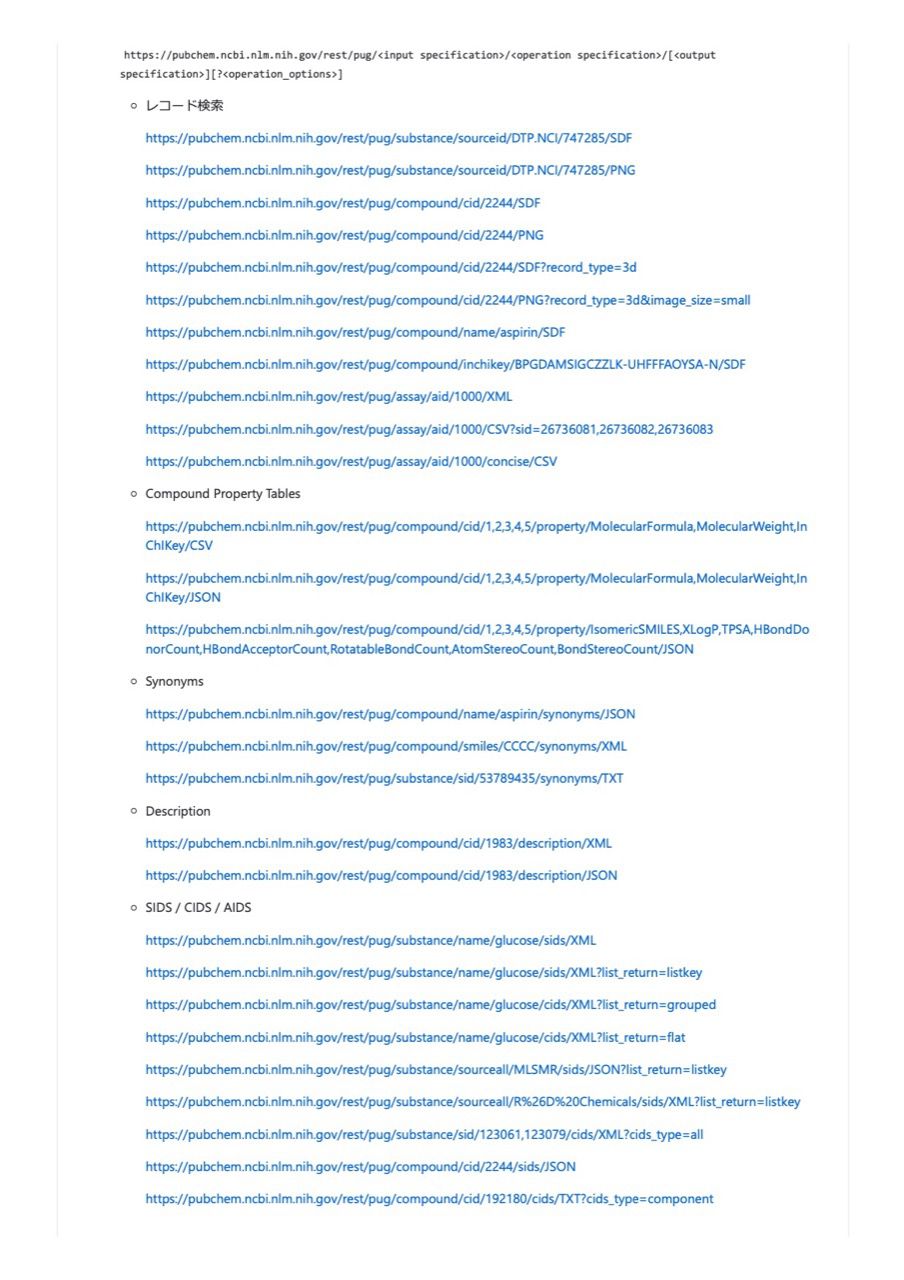 https://pubchem.ncbi.nlm.nih.gov/rest/pug/<input specification>/<operation specification>/[<output
specification>][?<operation_options>]
レコード検索
https://pubchem.ncbi.nlm.nih.gov/rest/pug/substance/sourceid/DTP.NCI/747285/SDF
https://pubchem.ncbi.nlm.nih.gov/rest/pug/substance/sourceid/DTP.NCI/747285/PNG
https://pubchem.ncbi.nlm.nih.gov/rest/pug/compound/cid/2244/SDF
https://pubchem.ncbi.nlm.nih.gov/rest/pug/compound/cid/2244/PNG
https://pubchem.ncbi.nlm.nih.gov/rest/pug/compound/cid/2244/SDF?record_type=3d
https://pubchem.ncbi.nlm.nih.gov/rest/pug/compound/cid/2244/PNG?record_type=3d&image_size=small
https://pubchem.ncbi.nlm.nih.gov/rest/pug/compound/name/aspirin/SDF
https://pubchem.ncbi.nlm.nih.gov/rest/pug/compound/inchikey/BPGDAMSIGCZZLK-UHFFFAOYSA-N/SDF
https://pubchem.ncbi.nlm.nih.gov/rest/pug/assay/aid/1000/XML
https://pubchem.ncbi.nlm.nih.gov/rest/pug/assay/aid/1000/CSV?sid=26736081,26736082,26736083
https://pubchem.ncbi.nlm.nih.gov/rest/pug/assay/aid/1000/concise/CSV
Compound Property Tables
https://pubchem.ncbi.nlm.nih.gov/rest/pug/compound/cid/1,2,3,4,5/property/MolecularFormula,MolecularWeight,In
ChIKey/CSV
https://pubchem.ncbi.nlm.nih.gov/rest/pug/compound/cid/1,2,3,4,5/property/MolecularFormula,MolecularWeight,In
ChIKey/JSON
https://pubchem.ncbi.nlm.nih.gov/rest/pug/compound/cid/1,2,3,4,5/property/IsomericSMILES,XLogP,TPSA,HBondDo
norCount,HBondAcceptorCount,RotatableBondCount,AtomStereoCount,BondStereoCount/JSON
Synonyms
https://pubchem.ncbi.nlm.nih.gov/rest/pug/compound/name/aspirin/synonyms/JSON
https://pubchem.ncbi.nlm.nih.gov/rest/pug/compound/smiles/CCCC/synonyms/XML
https://pubchem.ncbi.nlm.nih.gov/rest/pug/substance/sid/53789435/synonyms/TXT
Description
https://pubchem.ncbi.nlm.nih.gov/rest/pug/compound/cid/1983/description/XML
https://pubchem.ncbi.nlm.nih.gov/rest/pug/compound/cid/1983/description/JSON
SIDS / CIDS / AIDS
https://pubchem.ncbi.nlm.nih.gov/rest/pug/substance/name/glucose/sids/XML
https://pubchem.ncbi.nlm.nih.gov/rest/pug/substance/name/glucose/sids/XML?list_return=listkey
https://pubchem.ncbi.nlm.nih.gov/rest/pug/substance/name/glucose/cids/XML?list_return=grouped
https://pubchem.ncbi.nlm.nih.gov/rest/pug/substance/name/glucose/cids/XML?list_return=flat
https://pubchem.ncbi.nlm.nih.gov/rest/pug/substance/sourceall/MLSMR/sids/JSON?list_return=listkey
https://pubchem.ncbi.nlm.nih.gov/rest/pug/substance/sourceall/R%26D%20Chemicals/sids/XML?list_return=listkey
https://pubchem.ncbi.nlm.nih.gov/rest/pug/substance/sid/123061,123079/cids/XML?cids_type=all
https://pubchem.ncbi.nlm.nih.gov/rest/pug/compound/cid/2244/sids/JSON
https://pubchem.ncbi.nlm.nih.gov/rest/pug/compound/cid/192180/cids/TXT?cids_type=component